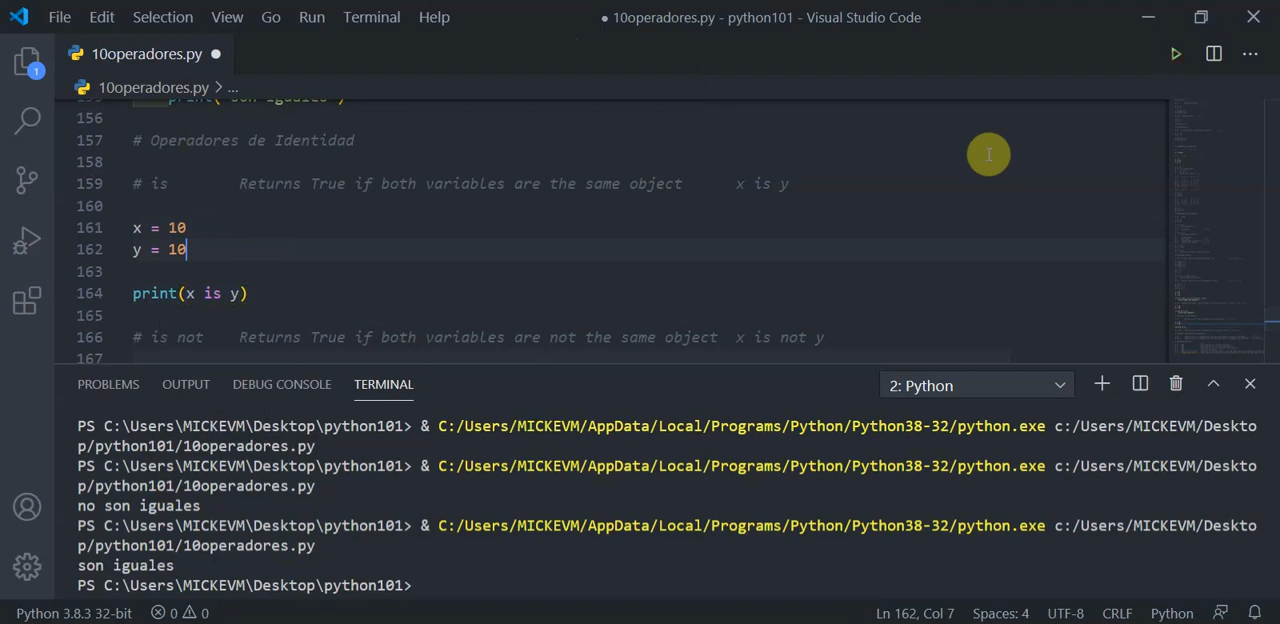 File Edit Selection View Go Run Terminal Help ● 10operadores.py - python101 - Visual Studio Code
10operadores.py ●
10operadores.py > ...
1
156
157 # Operadores de Identidad
158
159 # is Returns True if both variables are the same object x is y
160
161 x = 10
162 y = 10
163
164 print(x is y)
165
166 # is not Returns True if both variables are not the same object x is not y
167
PROBLEMS OUTPUT DEBUG CONSOLE TERMINAL 2: Python
PS C:\Users\MICKEVM\Desktop\python101> & C:/Users/MICKEVM/AppData/Local/Programs/Python/Python38-32/python.exe c:/Users/MICKEVM/Deskto
p/python101/10operadores.py
PS C:\Users\MICKEVM\Desktop\python101> & C:/Users/MICKEVM/AppData/Local/Programs/Python/Python38-32/python.exe c:/Users/MICKEVM/Deskto
p/python101/10operadores.py
no son iguales
PS C:\Users\MICKEVM\Desktop\python101> & C:/Users/MICKEVM/AppData/Local/Programs/Python/Python38-32/python.exe c:/Users/MICKEVM/Deskto
p/python101/10operadores.py
son iguales
PS C:\Users\MICKEVM\Desktop\python101>
Python 3.8.3 32-bit 0 0 Ln 162, Col 7 Spaces: 4 UTF-8 CRLF Python